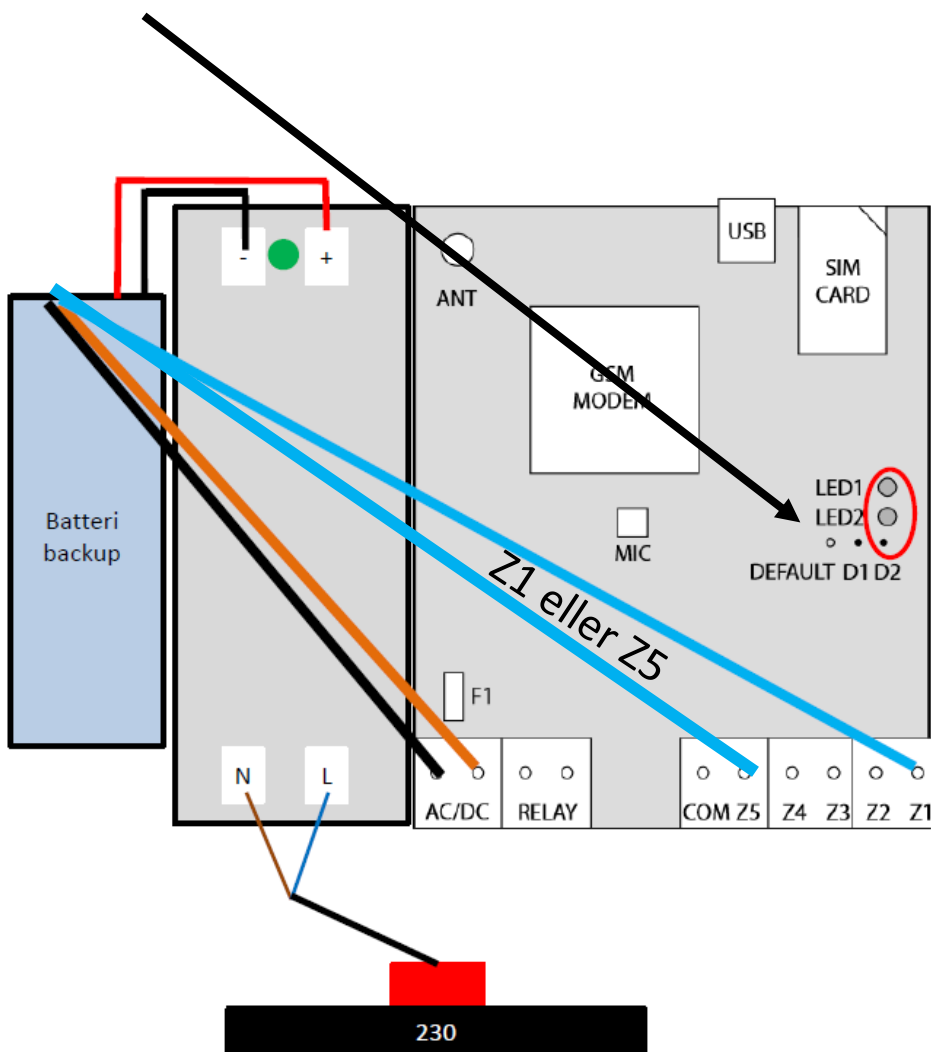 - +
USB
ANT
SIM
CARD
GSM
MODEM
LED1
LED2
MIC
DEFAULT D1 D2
Batteri
backup
Z1 eller Z5
F1
N L
AC/DC RELAY COM Z5 Z4 Z3 Z2 Z1
230